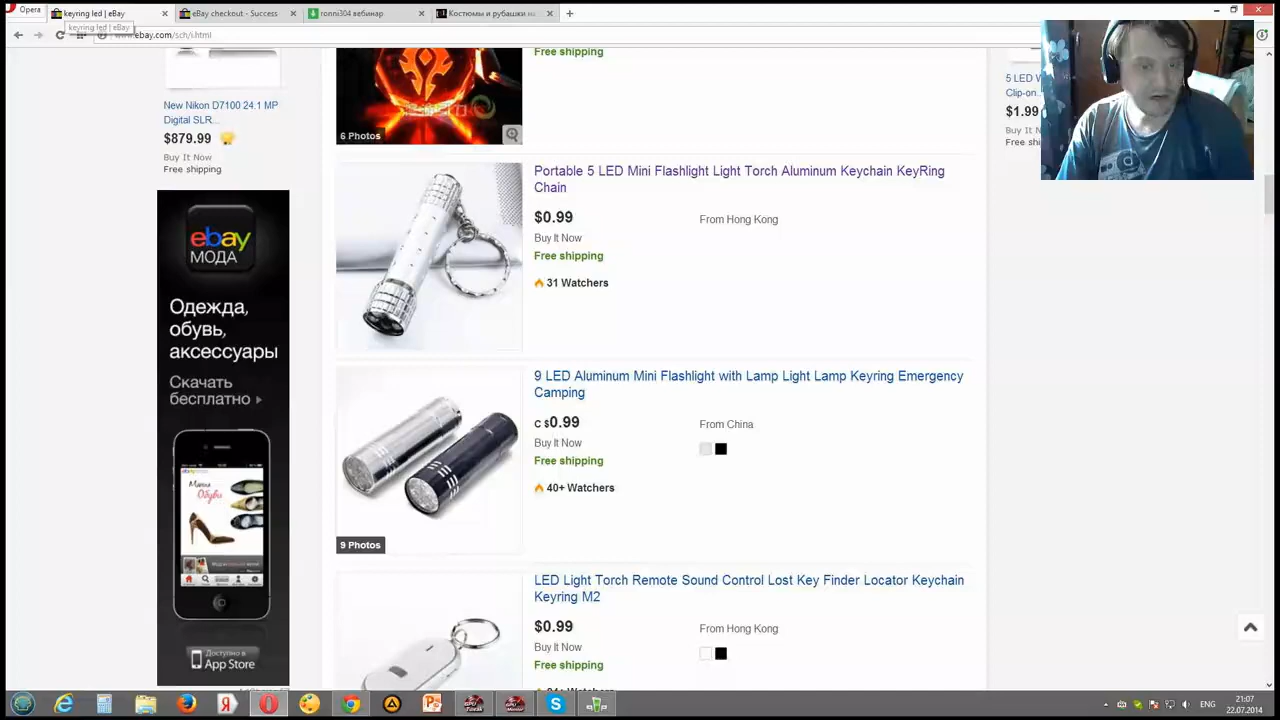 Opera
keyring led | eBay
eBay checkout - Success
ronni304 вебинар
Костюмы и рубашки на
keyring led | eBay
www.ebay.com/sch/i.html
New Nikon D7100 24.1 MP
Digital SLR...
$879.99
Buy It Now
Free shipping
ebay
МОДА
Одежда,
обувь,
аксессуары
Скачать
бесплатно
Доступно в
App Store
Free shipping
6 Photos
Portable 5 LED Mini Flashlight Light Torch Aluminum Keychain KeyRing
Chain
$0.99
From Hong Kong
Buy It Now
Free shipping
31 Watchers
9 LED Aluminum Mini Flashlight with Lamp Light Lamp Keyring Emergency
Camping
C $0.99
From China
Buy It Now
Free shipping
40+ Watchers
9 Photos
LED Light Torch Remote Sound Control Lost Key Finder Locator Keychain
Keyring M2
$0.99
From Hong Kong
Buy It Now
Free shipping
5 LED W
Clip-on
$1.99
Buy It N
Free shi
ENG
21:07
22.07.2014